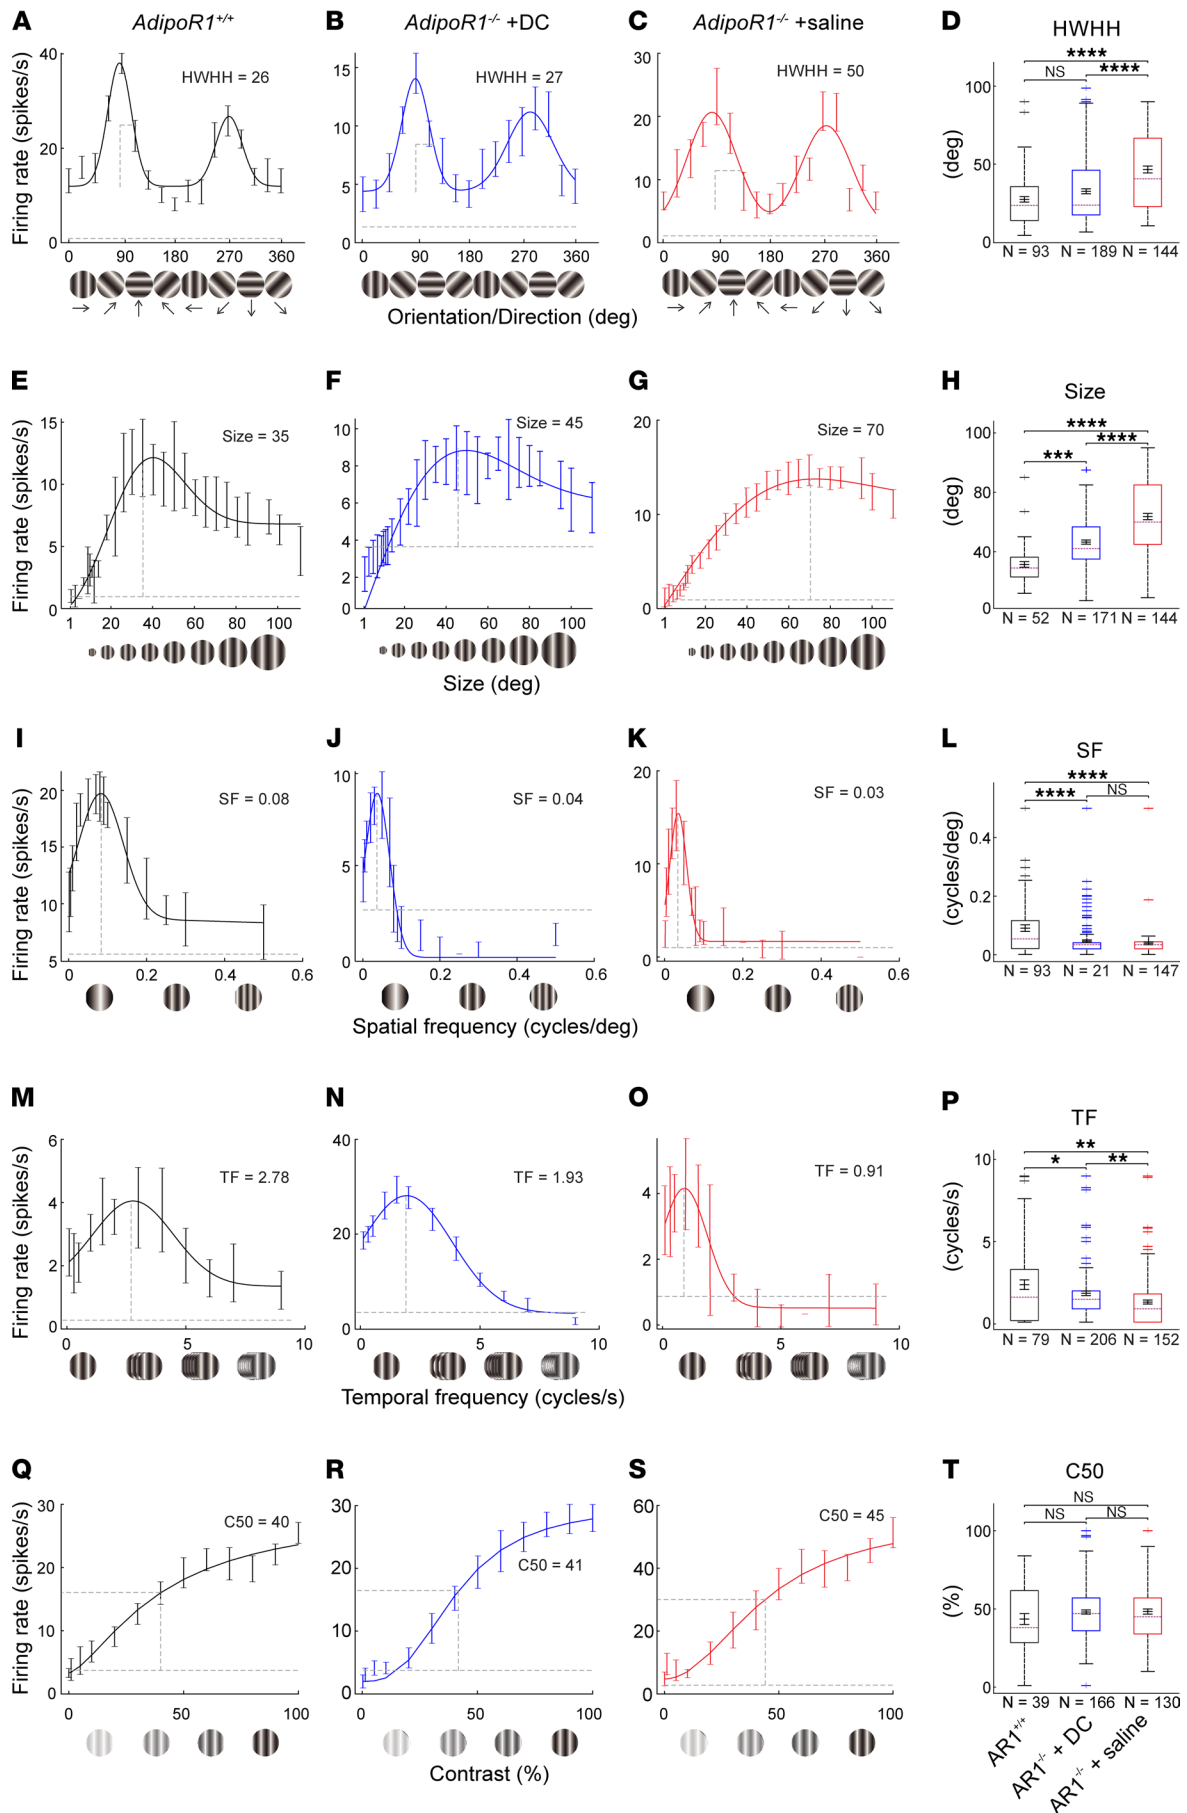 A AdipoR1+/+ B AdipoR1-/- +DC C AdipoR1-/- +saline D HWHH
Firing rate (spikes/s)
40
20
0
HWHH = 26
0 90 180 270 360
15
10
5
0
HWHH = 27
0 90 180 270 360
30
20
10
0
HWHH = 50
0 90 180 270 360
→ ↗ ↑ ↖ ← ↙ ↓ ↘
→ ↗ ↑ ↖ ← ↙ ↓ ↘
Orientation/Direction (deg)
(deg)
100
50
0
****
NS ****
N = 93 N = 189 N = 144
E F G H Size
Firing rate (spikes/s)
15
10
5
0
Size = 35
1 20 40 60 80 100
10
8
6
4
2
0
Size = 45
1 20 40 60 80 100
20
10
0
Size = 70
1 20 40 60 80 100
Size (deg)
(deg)
100
80
40
0
****
*** ****
N = 52 N = 171 N = 144
I J K L SF
Firing rate (spikes/s)
20
15
10
5
SF = 0.08
0 0.2 0.4 0.6
10
5
0
SF = 0.04
0 0.2 0.4 0.6
20
10
0
SF = 0.03
0 0.2 0.4 0.6
Spatial frequency (cycles/deg)
(cycles/deg)
0.4
0.2
0
****
**** NS
N = 93 N = 21 N = 147
M N O P TF
Firing rate (spikes/s)
6
4
2
0
TF = 2.78
0 5 10
40
20
0
TF = 1.93
0 5 10
4
2
0
TF = 0.91
0 5 10
Temporal frequency (cycles/s)
(cycles/s)
10
5
0
**
* **
N = 79 N = 206 N = 152
Q R S T C50
Firing rate (spikes/s)
30
20
10
0
C50 = 40
0 50 100
30
20
10
0
C50 = 41
0 50 100
60
40
20
0
C50 = 45
0 50 100
Contrast (%)
(%)
100
50
0
NS
NS NS
N = 39 N = 166 N = 130
AR1+/+
AR1-/- + DC
AR1-/- + saline